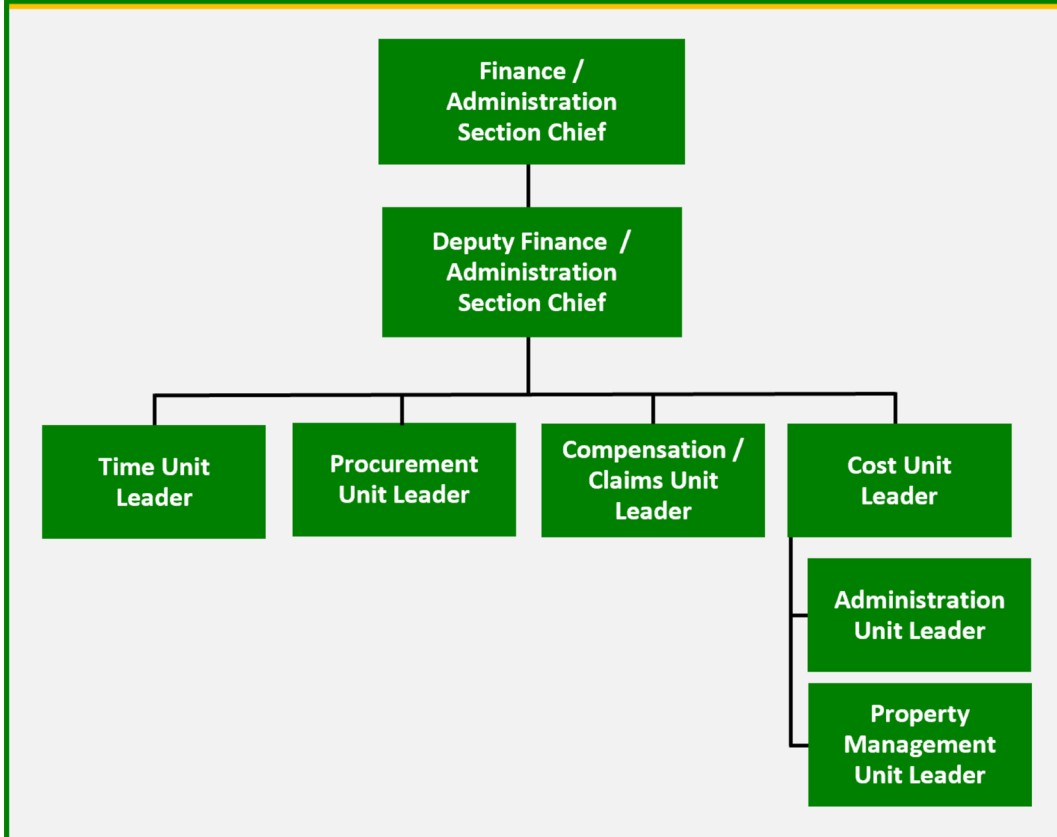 Finance /
Administration
Section Chief
Deputy Finance /
Administration
Section Chief
Time Unit
Leader
Procurement
Unit Leader
Compensation /
Claims Unit
Leader
Cost Unit
Leader
Administration
Unit Leader
Property
Management
Unit Leader